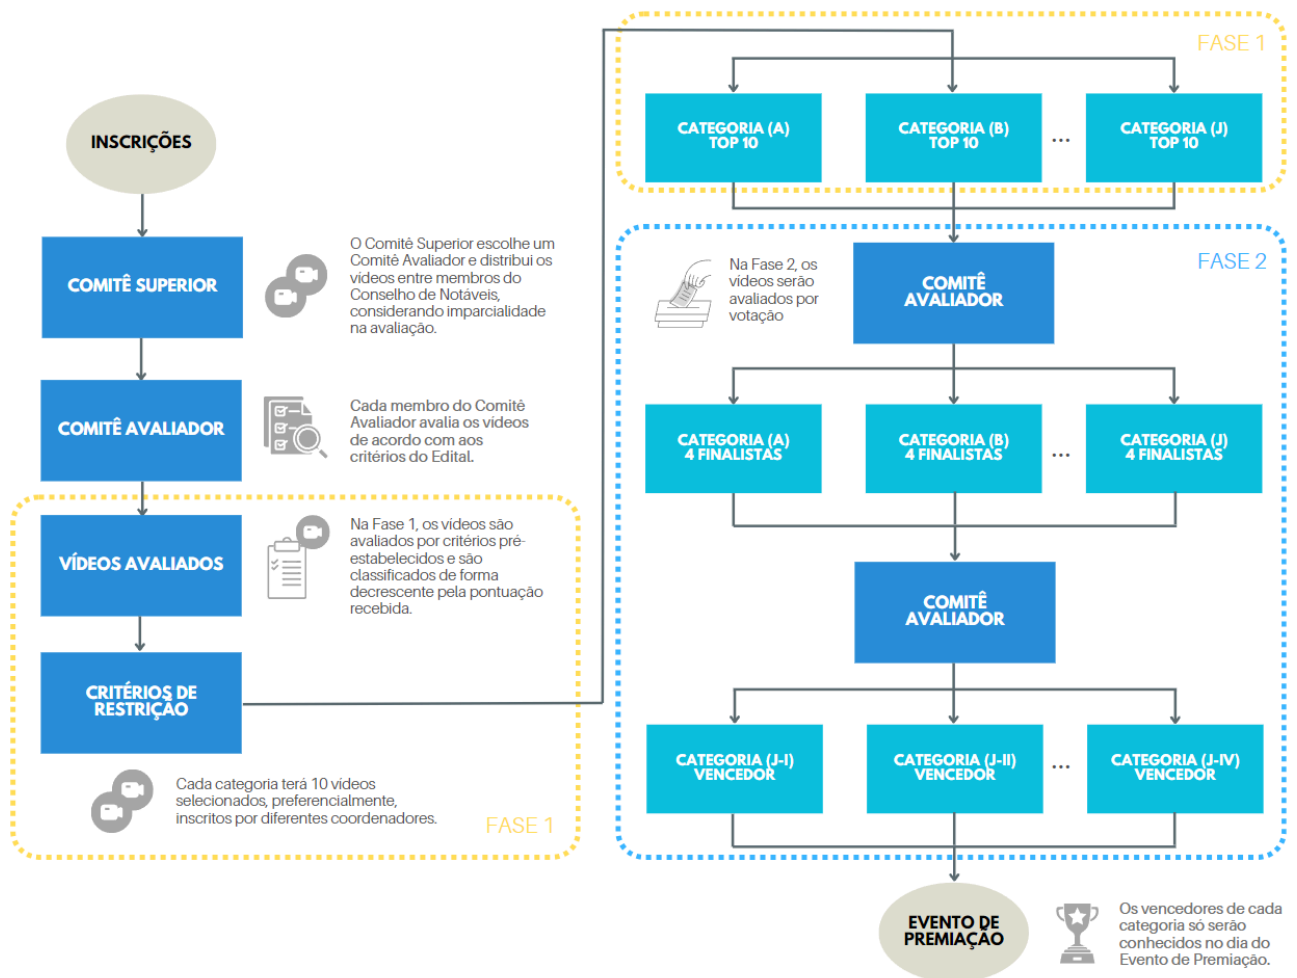 INSCRIÇÕES
COMITÊ SUPERIOR
O Comitê Superior escolhe um
Comitê Avaliador e distribui os
vídeos entre membros do
Conselho de Notáveis,
considerando imparcialidade
na avaliação.
COMITÊ AVALIADOR
Cada membro do Comitê
Avaliador avalia os vídeos
de acordo com aos
critérios do Edital.
VÍDEOS AVALIADOS
Na Fase 1, os vídeos são
avaliados por critérios pré-
estabelecidos e são
classificados de forma
decrescente pela pontuação
recebida.
CRITÉRIOS DE
RESTRIÇÃO
Cada categoria terá 10 vídeos
selecionados, preferencialmente,
inscritos por diferentes coordenadores.
FASE 1
FASE 1
CATEGORIA (A)
TOP 10
CATEGORIA (B)
TOP 10
...
CATEGORIA (J)
TOP 10
FASE 2
Na Fase 2, os
vídeos serão
avaliados por
votação
COMITÊ
AVALIADOR
CATEGORIA (A)
4 FINALISTAS
CATEGORIA (B)
4 FINALISTAS
...
CATEGORIA (J)
4 FINALISTAS
COMITÊ
AVALIADOR
CATEGORIA (J-I)
VENCEDOR
CATEGORIA (J-II)
VENCEDOR
...
CATEGORIA (J-IV)
VENCEDOR
EVENTO DE
PREMIAÇÃO
Os vencedores de cada
categoria só serão
conhecidos no dia do
Evento de Premiação.